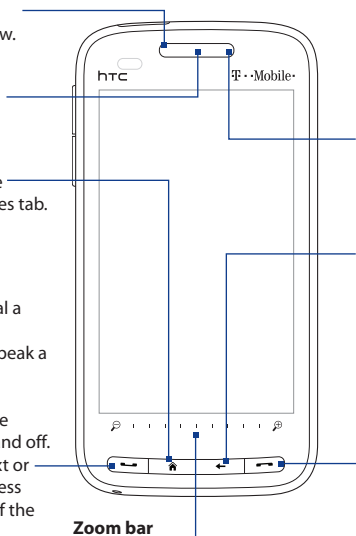 w.
hTC
T··Mobile·
e
es tab.
al a
peak a
e
nd off.
xt or
ess
f the
Zoom bar